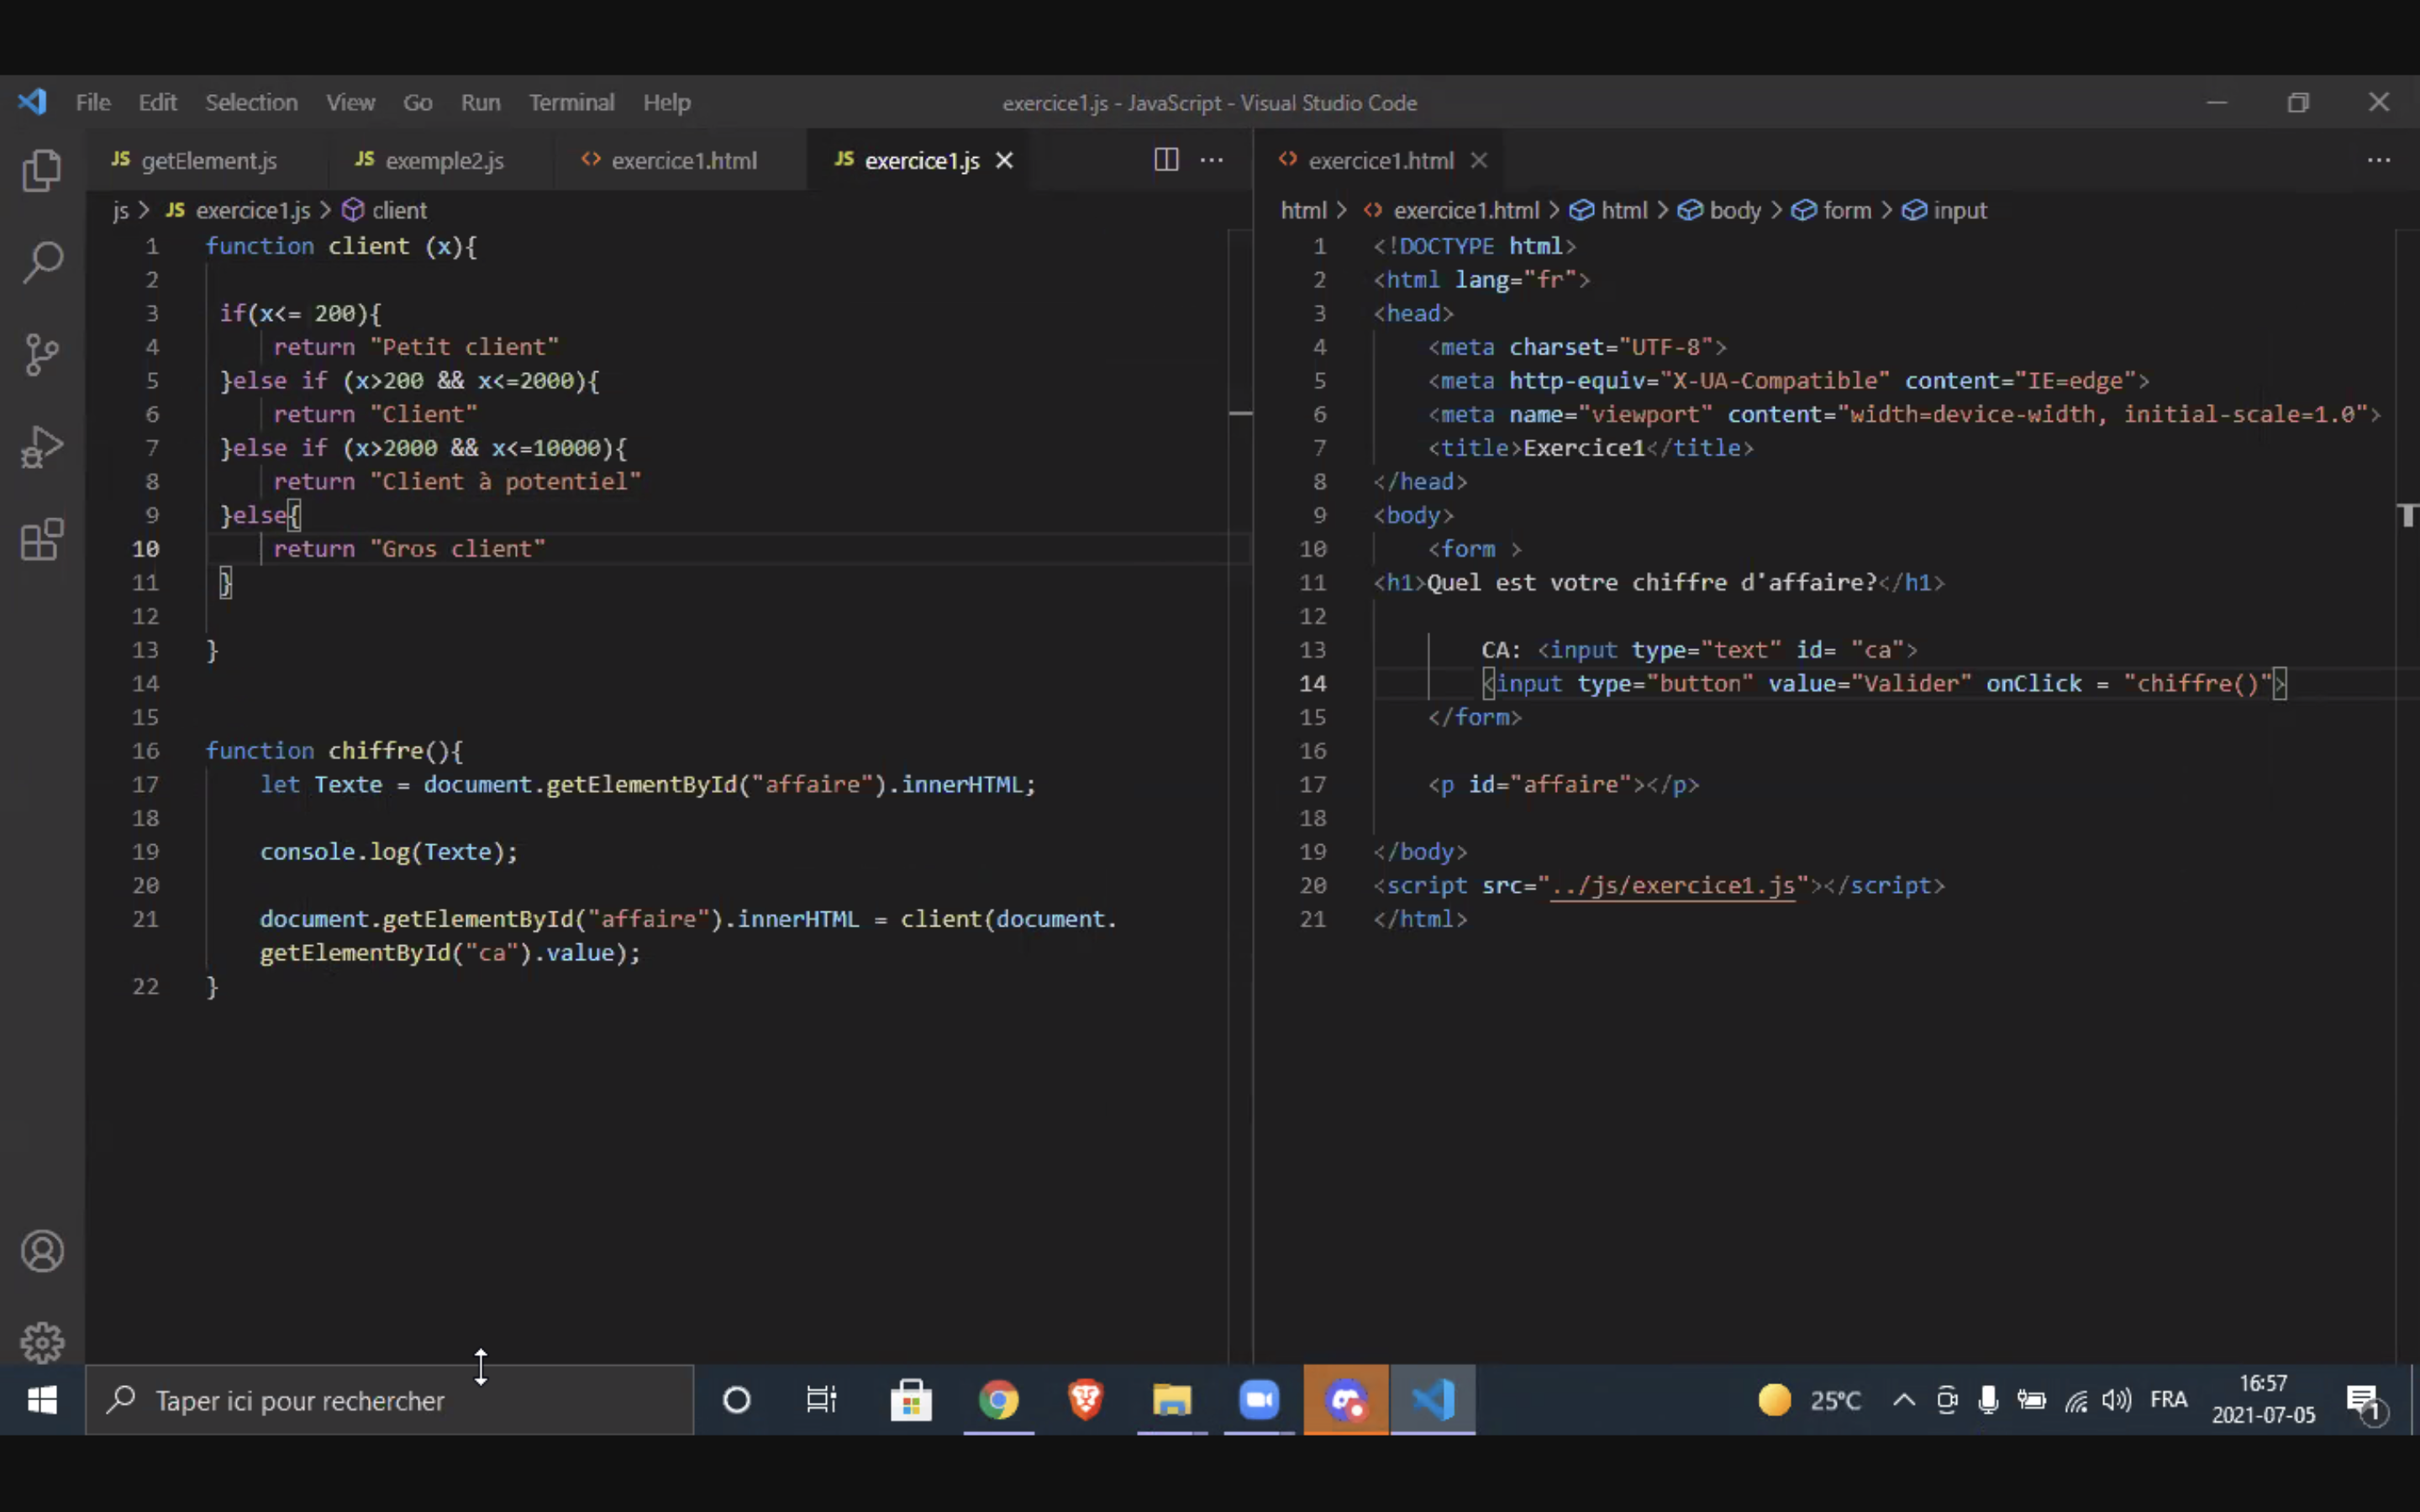 File Edit Selection View Go Run Terminal Help
exercice1.js - JavaScript - Visual Studio Code
JS getElement.js JS exemple2.js <> exercice1.html JS exercice1.js
js > JS exercice1.js > client
1 function client (x){
2
3 if(x<= 200){
4 return "Petit client"
5 }else if (x>200 && x<=2000){
6 return "Client"
7 }else if (x>2000 && x<=10000){
8 return "Client à potentiel"
9 }else{
10 return "Gros client"
11 }
12
13 }
14
15
16 function chiffre(){
17 let Texte = document.getElementById("affaire").innerHTML;
18
19 console.log(Texte);
20
21 document.getElementById("affaire").innerHTML = client(document.
getElementById("ca").value);
22 }
<> exercice1.html
html > <> exercice1.html > html > body > form > input
1 <!DOCTYPE html>
2 <html lang="fr">
3 <head>
4 <meta charset="UTF-8">
5 <meta http-equiv="X-UA-Compatible" content="IE=edge">
6 <meta name="viewport" content="width=device-width, initial-scale=1.0">
7 <title>Exercice1</title>
8 </head>
9 <body>
10 <form >
11 <h1>Quel est votre chiffre d'affaire?</h1>
12
13 CA: <input type="text" id= "ca">
14 <input type="button" value="Valider" onClick = "chiffre()">
15 </form>
16
17 <p id="affaire"></p>
18
19 </body>
20 <script src="../js/exercice1.js"></script>
21 </html>
Taper ici pour rechercher
25°C
FRA
16:57
2021-07-05
1